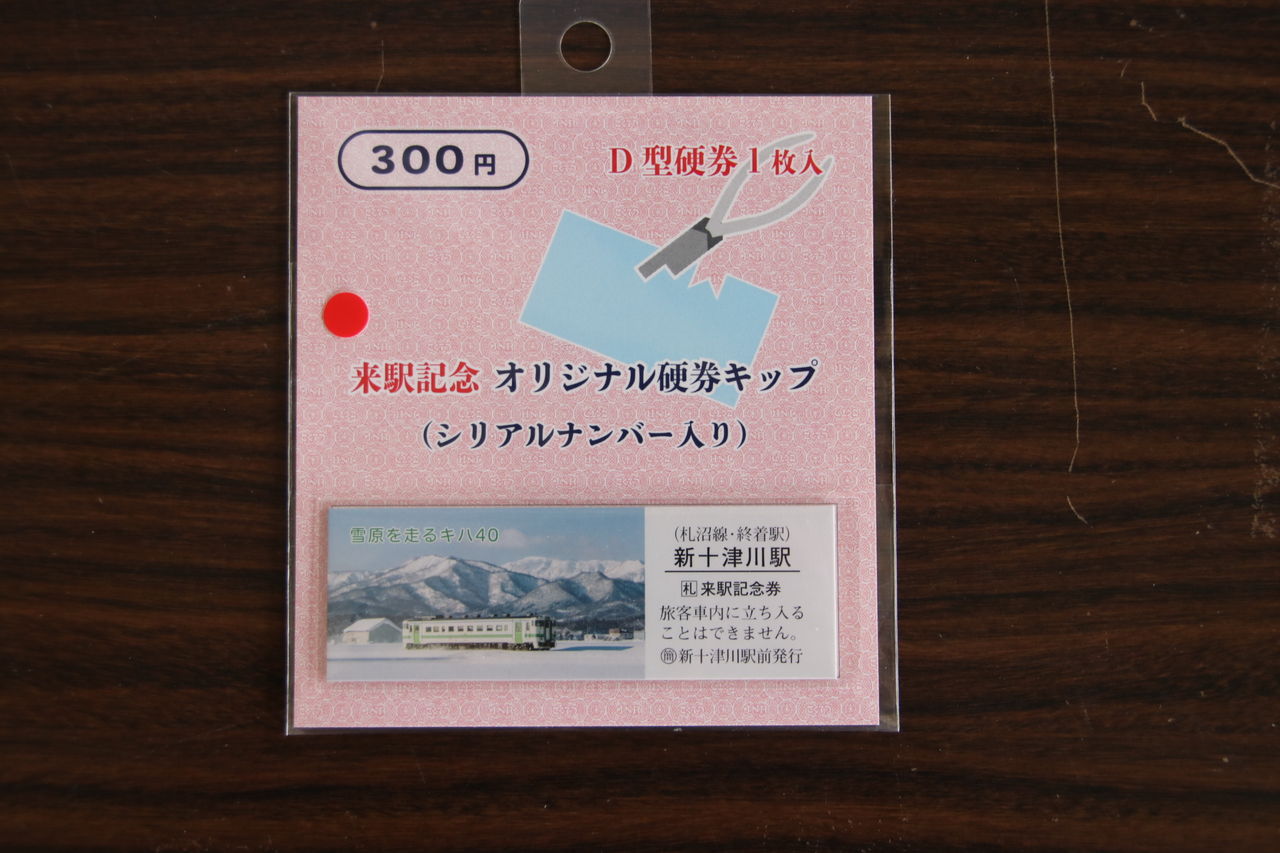 300円
D型硬券1枚入
来駅記念 オリジナル硬券キップ
(シリアルナンバー入り)
雪原を走るキハ40
(札沼線・終着駅)
新十津川駅
札 来駅記念券
旅客車内に立ち入る
ことはできません。
簡 新十津川駅前発行